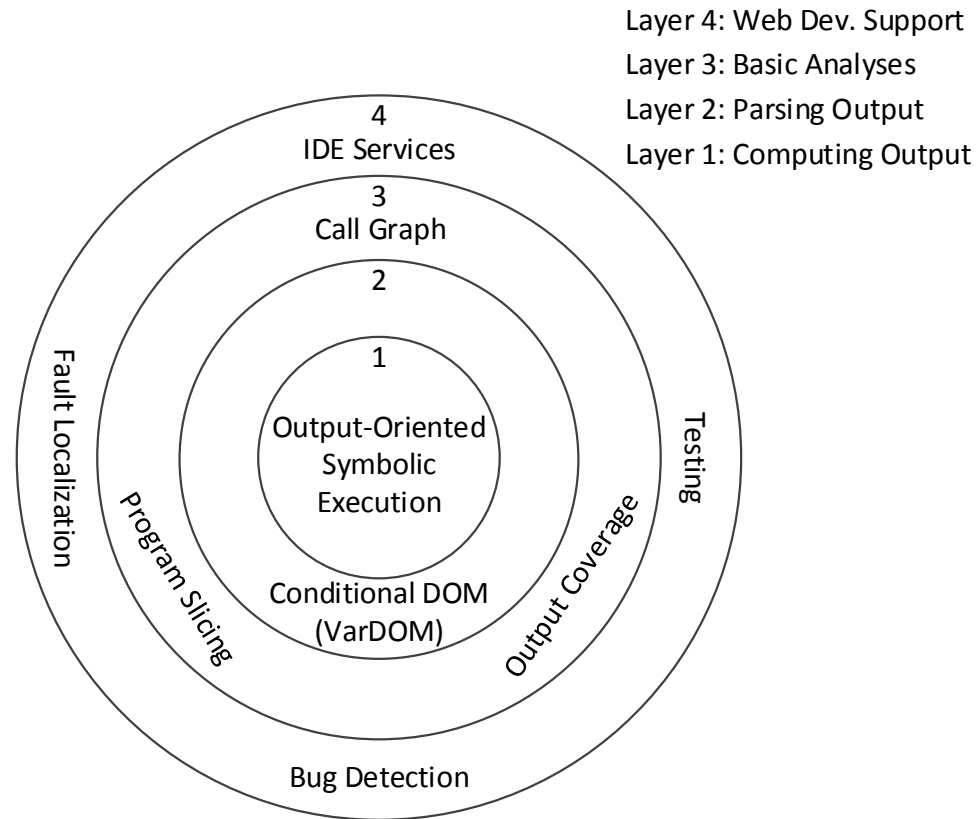 Layer 4: Web Dev. Support
Layer 3: Basic Analyses
Layer 2: Parsing Output
Layer 1: Computing Output
4
IDE Services
3
Call Graph
2
1
Output-Oriented
Symbolic
Execution
Conditional DOM
(VarDOM)
Fault Localization
Program Slicing
Output Coverage
Testing
Bug Detection